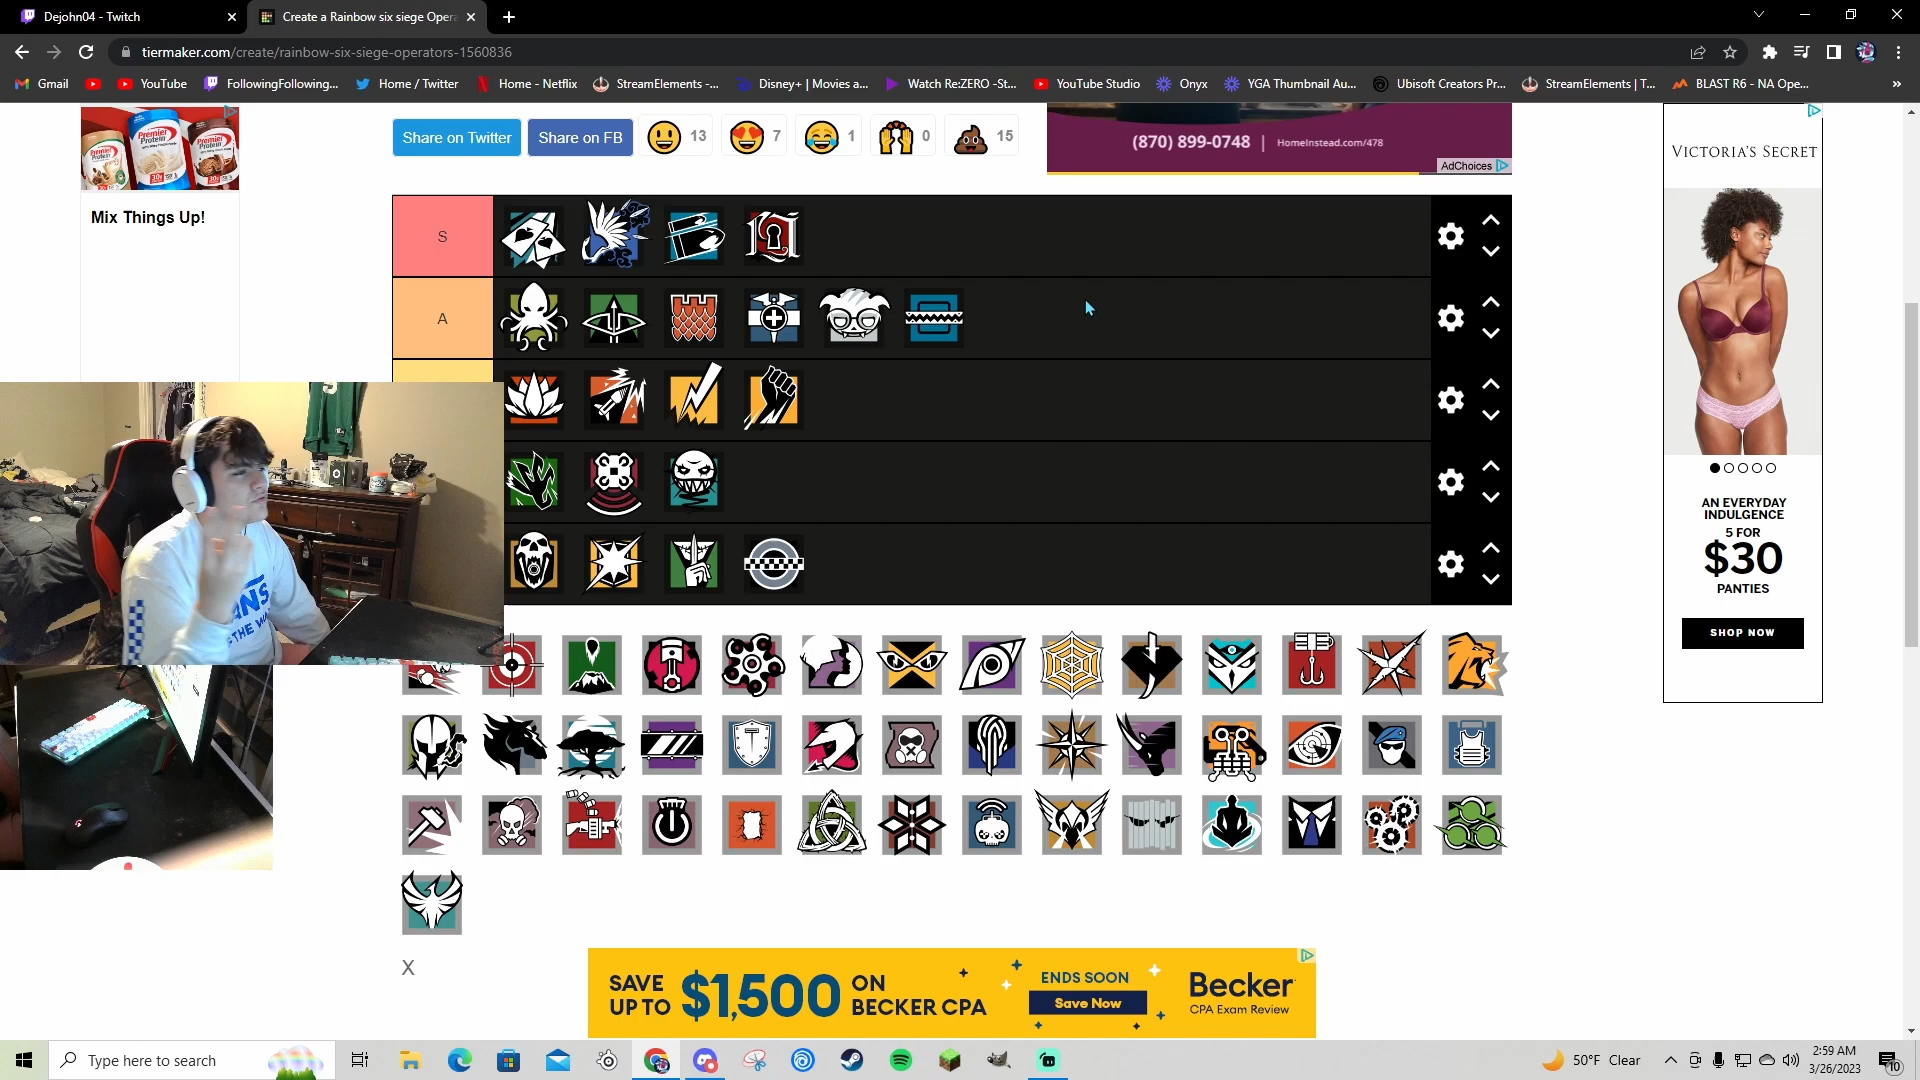 Dejohn04 - Twitch
Create a Rainbow six siege Opera
tiermaker.com/create/rainbow-six-siege-operators-1560836
Gmail
YouTube
FollowingFollowing...
Home / Twitter
Home - Netflix
StreamElements -...
Disney+ | Movies a...
Watch Re:ZERO -St...
YouTube Studio
Onyx
YGA Thumbnail Au...
Ubisoft Creators Pr...
StreamElements | T...
BLAST R6 - NA Ope...
»
Mix Things Up!
Share on Twitter
Share on FB
13
7
1
0
15
(870) 899-0748 | HomeInstead.com/478
AdChoices
S
A
X
VICTORIA'S SECRET
AN EVERYDAY
INDULGENCE
5 FOR
$30
PANTIES
SHOP NOW
SAVE
UP TO
$1,500
ON
BECKER CPA
ENDS SOON
Save Now
Becker
CPA Exam Review
Type here to search
50°F Clear
2:59 AM
3/26/2023
10